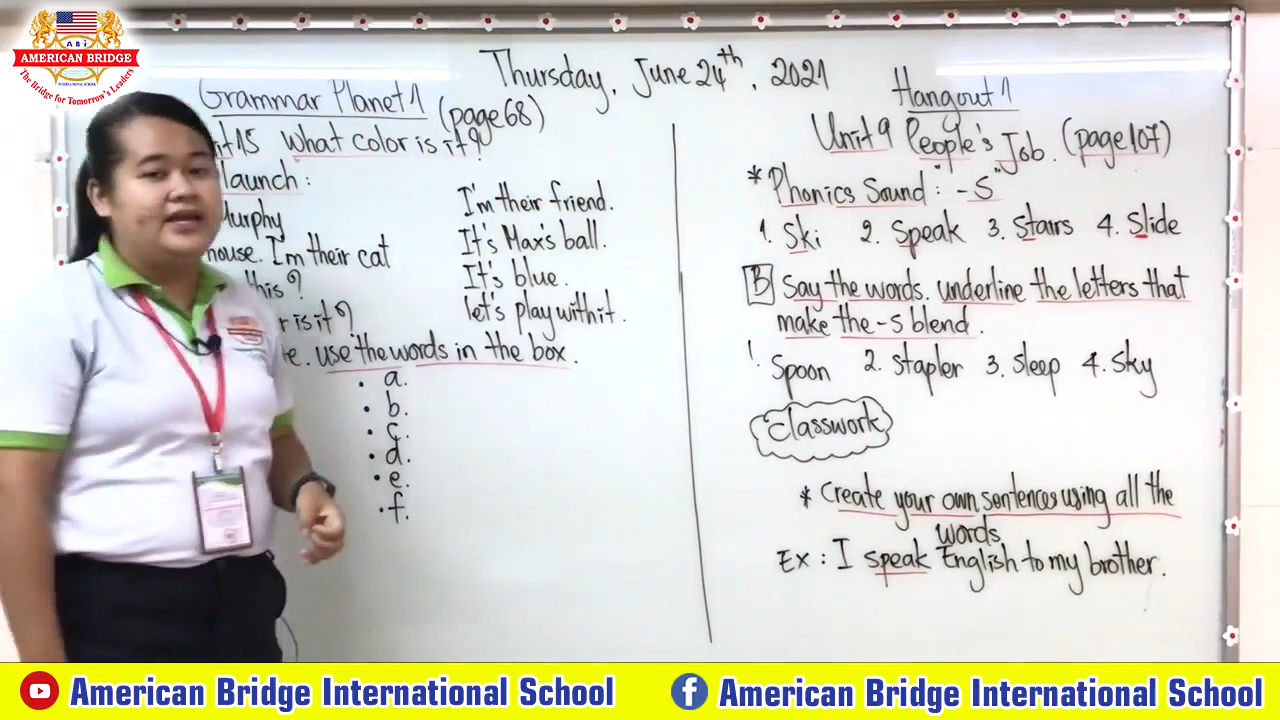 AMERICAN BRIDGE
The Bridge for Tomorrow's Leaders
INTERNATIONAL SCHOOL
Thursday, June 24th, 2021
Grammar Planet 1 (page 68)
15 What color is it?
launch:
Murphy
house. I'm their cat
this?
is it?
use the words in the box.
• a.
• b.
• c.
• d.
• e.
• f.
I'm their friend.
It's Max's ball.
It's blue.
let's play with it.
Hangout 1
Unit 9 People's Job. (page 107)
* Phonics Sound: "-S"
1. Ski 2. Speak 3. Stairs 4. Slide
B Say the words. underline the letters that
make the -S blend.
1. Spoon 2. Stapler 3. Sleep 4. Sky
Classwork
* Create your own sentences using all the
words
Ex: I speak English to my brother.
American Bridge International School
American Bridge International School